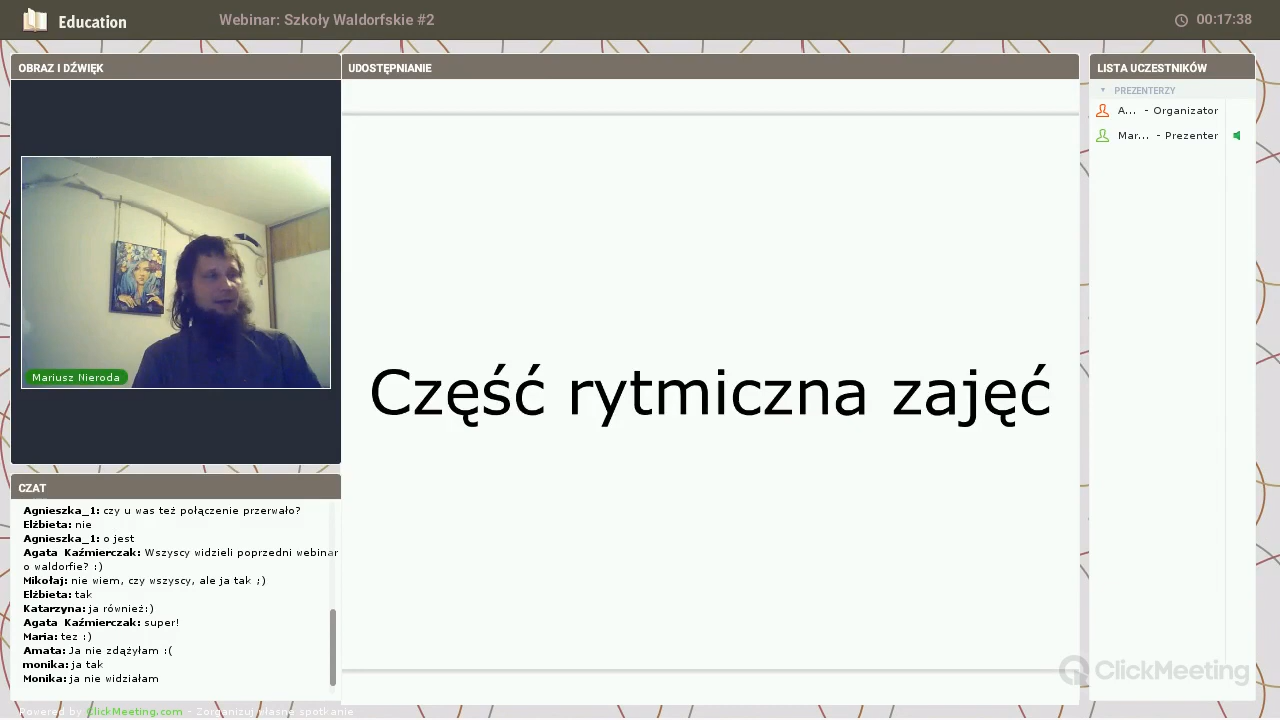 Education
Webinar: Szkoły Waldorfskie #2
00:17:38
OBRAZ I DŹWIĘK
UDOSTĘPNIANIE
LISTA UCZESTNIKÓW
PREZENTERZY
A... - Organizator
Mar... - Prezenter
Mariusz Nieroda
Część rytmiczna zajęć
CZAT
Agnieszka_1: czy u was też połączenie przerwało?
Elżbieta: nie
Agnieszka_1: o jest
Agata Kaźmierczak: Wszyscy widzieli poprzedni webinar
o waldorfie? :)
Mikołaj: nie wiem, czy wszyscy, ale ja tak ;)
Elżbieta: tak
Katarzyna: ja również:)
Agata Kaźmierczak: super!
Maria: tez :)
Amata: Ja nie zdążyłam :(
monika: ja tak
Monika: ja nie widziałam
ClickMeeting
Powered by ClickMeeting.com - Zorganizuj własne spotkanie